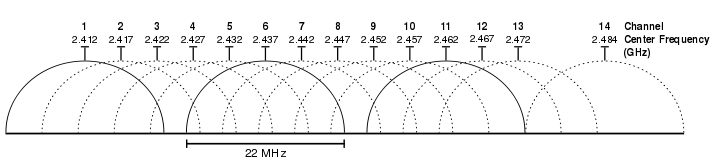 1 2 3 4 5 6 7 8 9 10 11 12 13 14 Channel
2.412 2.417 2.422 2.427 2.432 2.437 2.442 2.447 2.452 2.457 2.462 2.467 2.472 2.484 Center Frequency
(GHz)
22 MHz